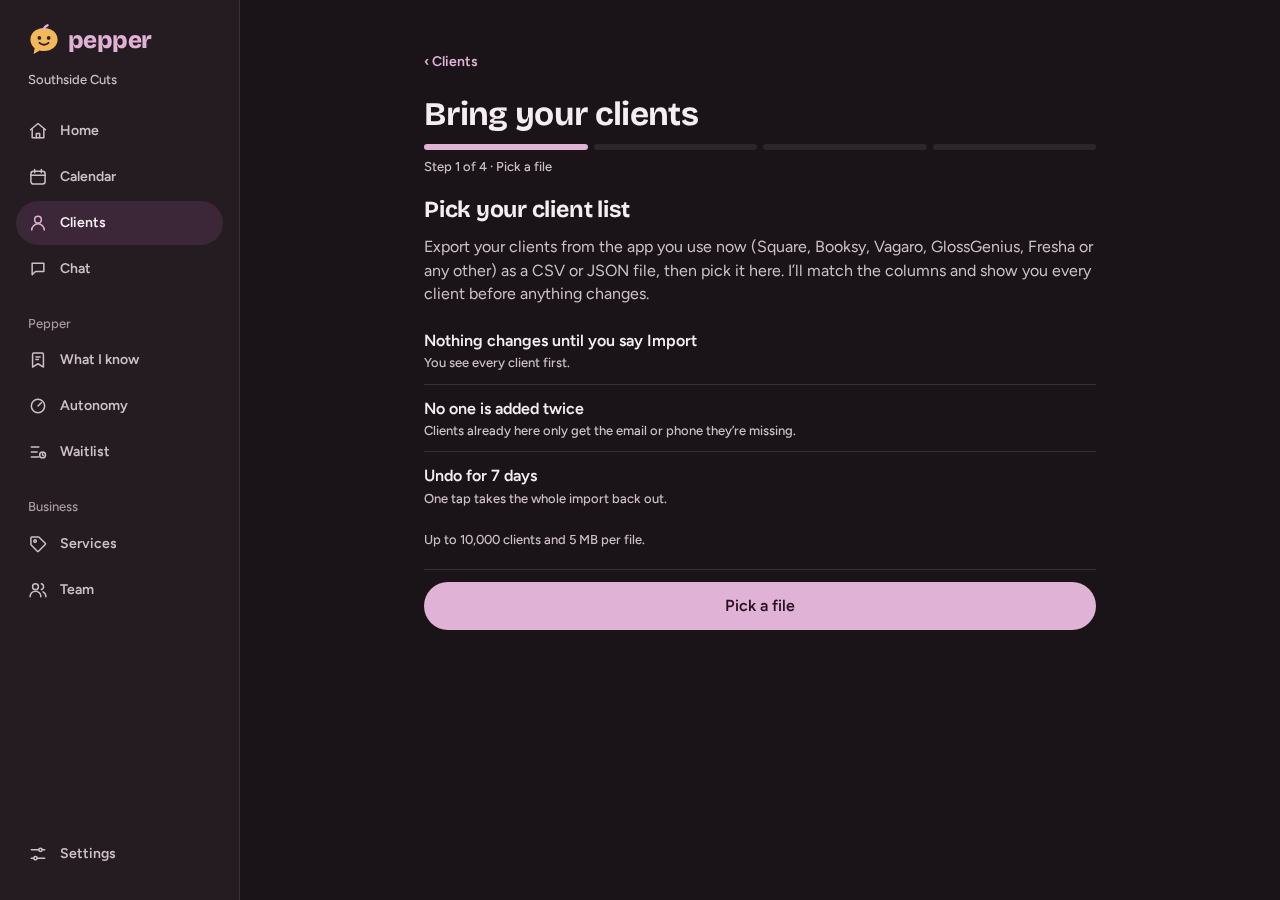 pepper
Southside Cuts
Home
Calendar
Clients
Chat
Pepper
What I know
Autonomy
Waitlist
Business
Services
Team
Settings
‹ Clients
Bring your clients
Step 1 of 4 · Pick a file
Pick your client list
Export your clients from the app you use now (Square, Booksy, Vagaro, GlossGenius, Fresha or
any other) as a CSV or JSON file, then pick it here. I’ll match the columns and show you every
client before anything changes.
Nothing changes until you say Import
You see every client first.
No one is added twice
Clients already here only get the email or phone they’re missing.
Undo for 7 days
One tap takes the whole import back out.
Up to 10,000 clients and 5 MB per file.
Pick a file